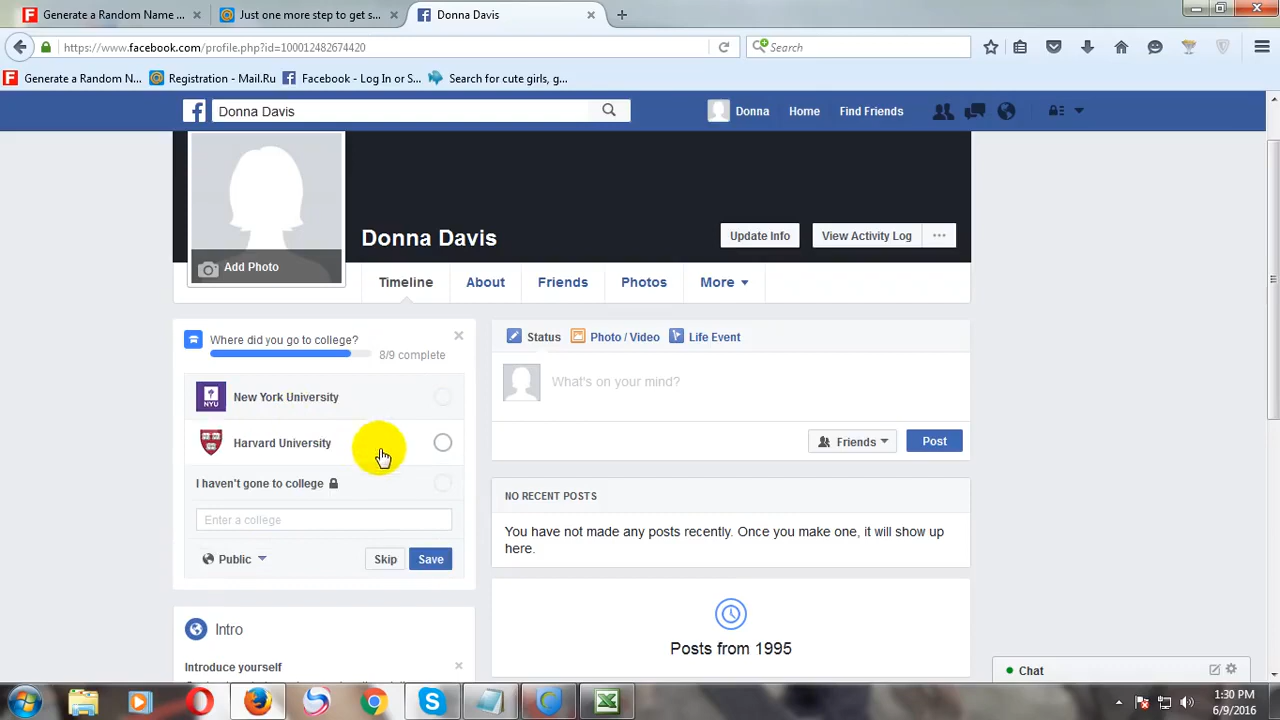 Generate a Random Name ...
Just one more step to get s...
Donna Davis
https://www.facebook.com/profile.php?id=100012482674420
Search
Generate a Random N...
Registration - Mail.Ru
Facebook - Log In or S...
Search for cute girls, g...
Donna Davis
Donna
Home
Find Friends
Add Photo
Donna Davis
Update Info
View Activity Log
Timeline
About
Friends
Photos
More
Where did you go to college?
8/9 complete
NYU
New York University
Harvard University
I haven't gone to college
Enter a college
Public
Skip
Save
Status
Photo / Video
Life Event
What's on your mind?
Friends
Post
NO RECENT POSTS
You have not made any posts recently. Once you make one, it will show up
here.
Posts from 1995
Intro
Introduce yourself
Chat
1:30 PM
6/9/2016